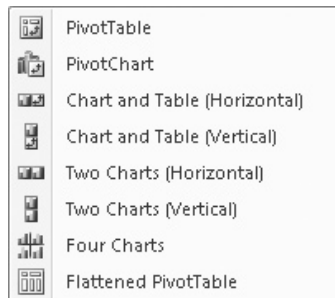 PivotTable
PivotChart
Chart and Table (Horizontal)
Chart and Table (Vertical)
Two Charts (Horizontal)
Two Charts (Vertical)
Four Charts
Flattened PivotTable